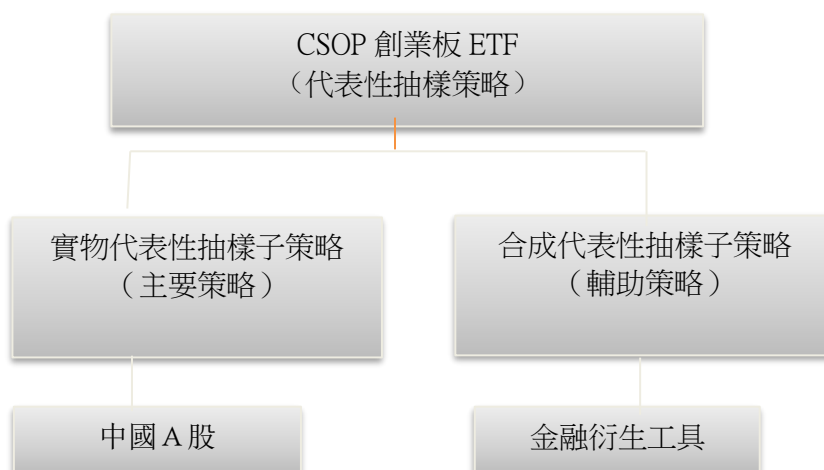 CSOP 創業板 ETF
（代表性抽樣策略）
實物代表性抽樣子策略
（主要策略）
合成代表性抽樣子策略
（輔助策略）
中國 A 股
金融衍生工具